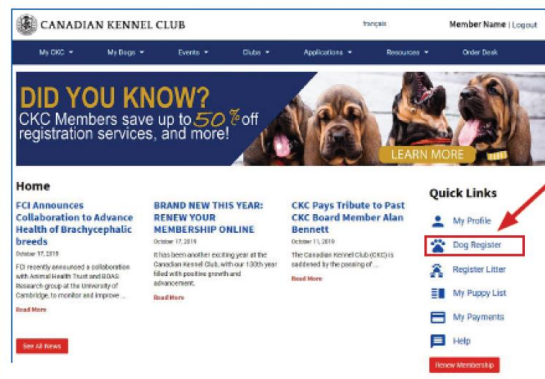 CANADIAN KENNEL CLUB
français
Member Name | Logout
My CKC
My Dogs
Events
Clubs
Applications
Resources
Order Desk
DID YOU KNOW?
CKC Members save up to 50% off
registration services, and more!
LEARN MORE
Home
FCI Announces
Collaboration to Advance
Health of Brachycephalic
breeds
October 17, 2019
FCI recently announced a collaboration
with Animal Health Trust and BOAS
Research group at the University of
Cambridge, to monitor and improve ...
Read More
See All News
BRAND NEW THIS YEAR:
RENEW YOUR
MEMBERSHIP ONLINE
October 17, 2019
It has been another exciting year at the
Canadian Kennel Club, with our 130th year
filled with positive growth and
advancement.
Read More
CKC Pays Tribute to Past
CKC Board Member Alan
Bennett
October 11, 2019
The Canadian Kennel Club (CKC) is
saddened by the passing of ...
Read More
Quick Links
My Profile
Dog Register
Register Litter
My Puppy List
My Payments
Help
Renew Membership